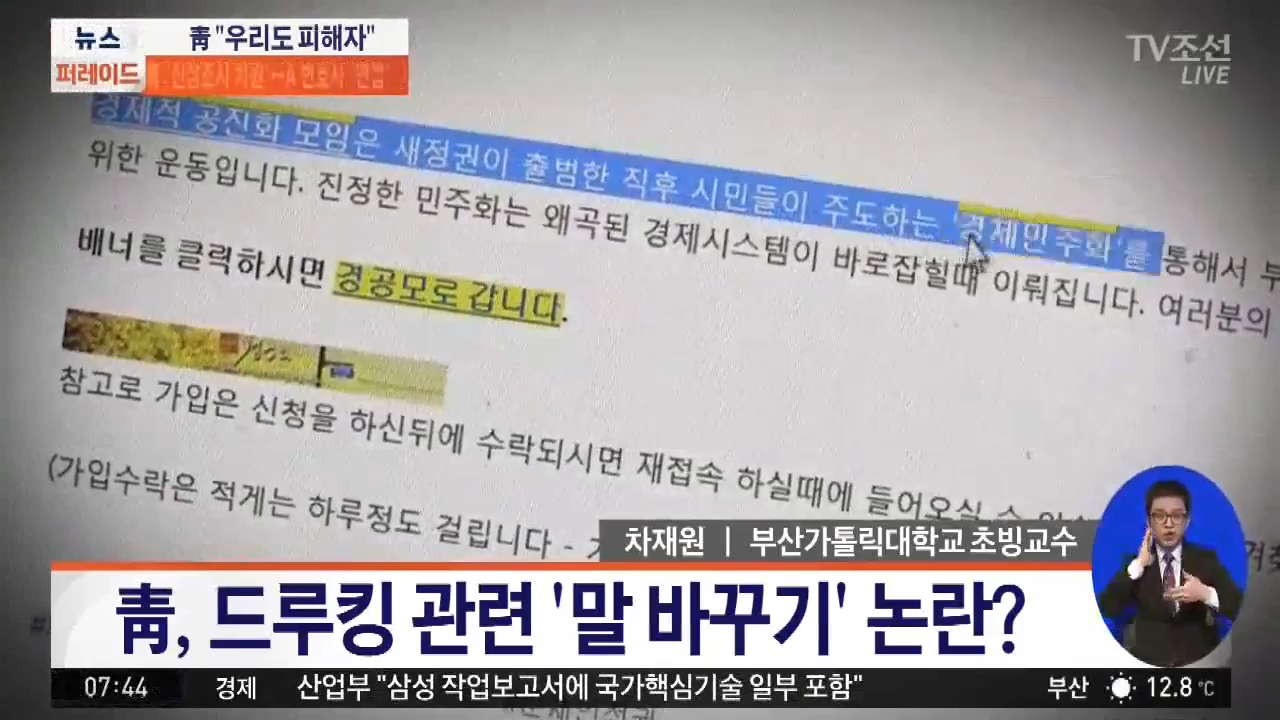 뉴스
퍼레이드
靑 "우리도 피해자"
TV조선
LIVE
경제적 공진화 모임은 새정권이 출범한 직후 시민들이 주도하는 '경제민주화'를 통해서 부
위한 운동입니다. 진정한 민주화는 왜곡된 경제시스템이 바로잡힐때 이뤄집니다. 여러분의
배너를 클릭하시면 경공모로 갑니다.
참고로 가입은 신청을 하신뒤에 수락되시면 재접속 하실때에 들어오실 수
(가입수락은 적게는 하루정도 걸립니다 -
차재원 | 부산가톨릭대학교 초빙교수
靑, 드루킹 관련 '말 바꾸기' 논란?
07:44 경제 산업부 "삼성 작업보고서에 국가핵심기술 일부 포함" 부산 12.8℃